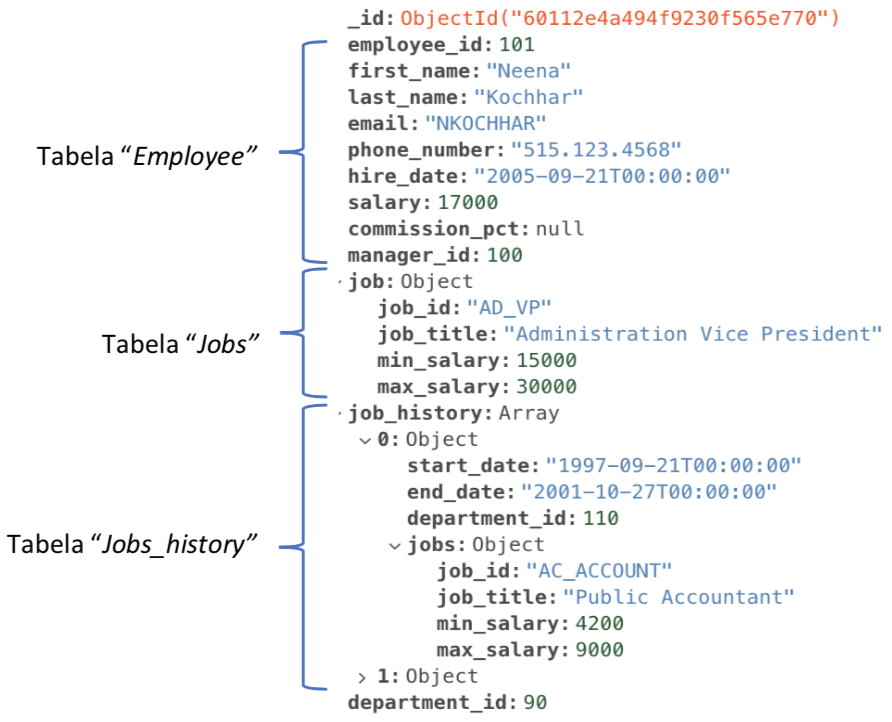 _id: ObjectId("60112e4a494f9230f565e770")
employee_id: 101
first_name: "Neena"
last_name: "Kochhar"
email: "NKOCHHAR"
Tabela "Employee"
phone_number: "515.123.4568"
hire_date: "2005-09-21T00:00:00"
salary: 17000
commission_pct: null
manager_id: 100
job: Object
job_id: "AD_VP"
Tabela "Jobs"
job_title: "Administration Vice President"
min_salary: 15000
max_salary: 30000
job_history: Array
0: Object
start_date: "1997-09-21T00:00:00"
end_date: "2001-10-27T00:00:00"
department_id: 110
Tabela "Jobs_history"
jobs: Object
job_id: "AC_ACCOUNT"
job_title: "Public Accountant"
min_salary: 4200
max_salary: 9000
1: Object
department_id: 90